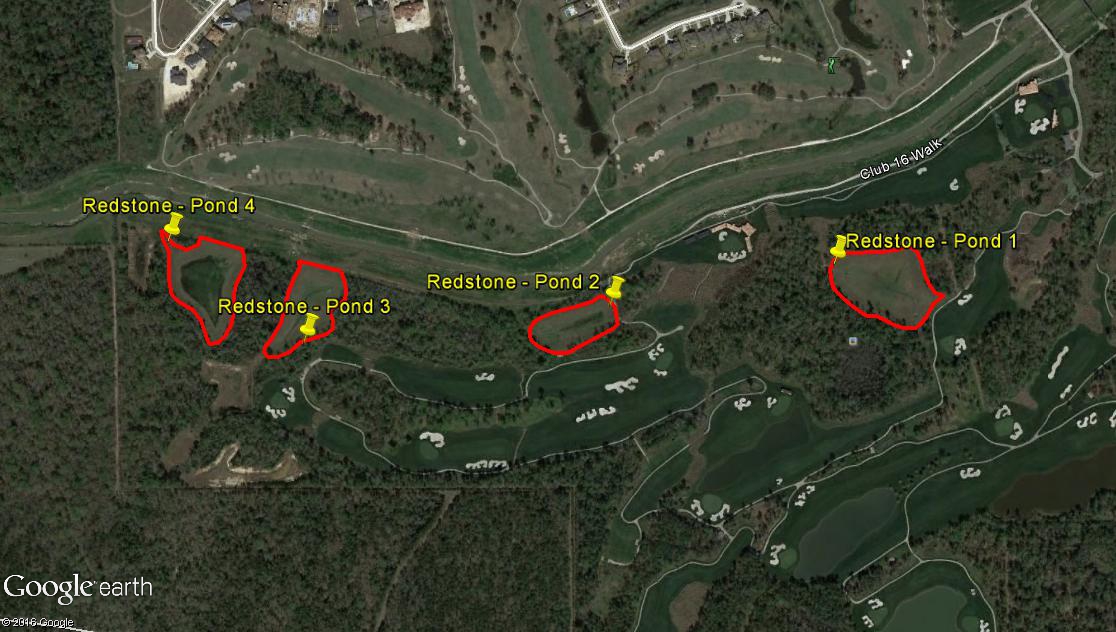 Club 16 Walk
Redstone - Pond 4
Redstone - Pond 1
Redstone - Pond 2
Redstone - Pond 3
Google earth
© 2016 Google